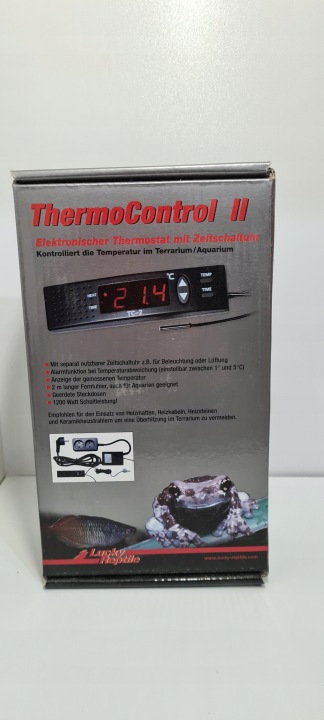 ThermoControl II
Elektronischer Thermostat mit Zeitschaltuhr
Kontrolliert die Temperatur im Terrarium/Aquarium
°C
TEMP
HEAT
21.4
TIME
TIME
TC-2
Mit separat nutzbarer Zeitschaltuhr z.B. für Beleuchtung oder Lüftung
Alarmfunktion bei Temperaturabweichung (einstellbar zwischen 1° und 5°C)
Anzeige der gemessenen Temperatur
2 m langer Fernfühler, auch für Aquarien geeignet
Geerdete Steckdosen
1200 Watt Schaltleistung!
Empfohlen für den Einsatz von Heizmatten, Heizkabeln, Heizsteinen
und Keramikheizstrahlern um eine Überhitzung im Terrarium zu vermeiden.
Lucky
Reptile
www.lucky-reptile.com